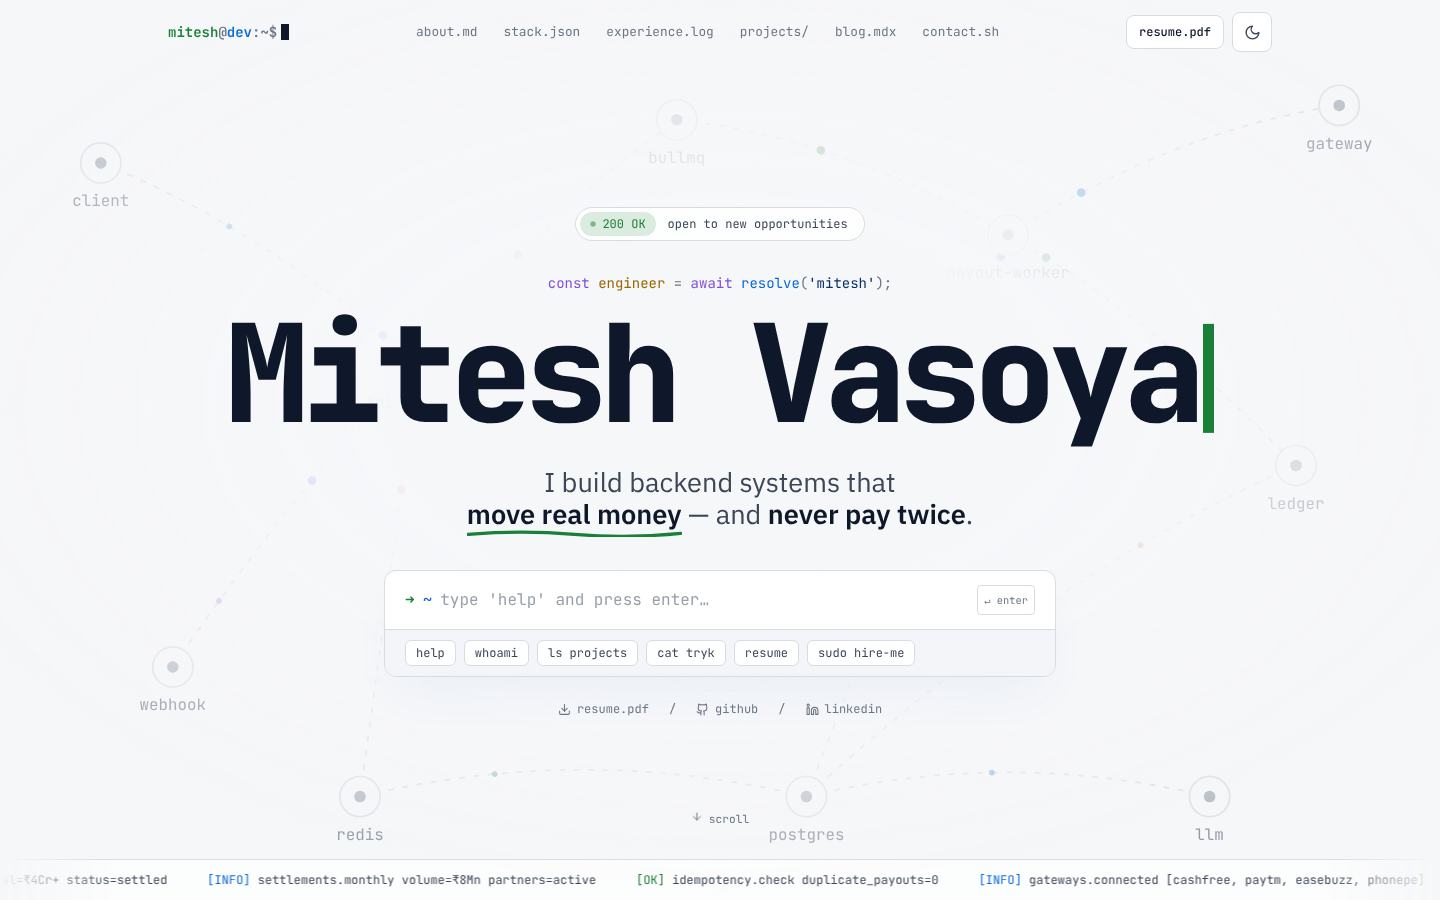 mitesh@dev:~$
about.md stack.json experience.log projects/ blog.mdx contact.sh
resume.pdf
bullmq
gateway
client
200 OK open to new opportunities
payout-worker
const engineer = await resolve('mitesh');
Mitesh Vasoya
I build backend systems that
move real money — and never pay twice.
ledger
→ ~ type 'help' and press enter…
↵ enter
help whoami ls projects cat tryk resume sudo hire-me
webhook
resume.pdf / github / linkedin
redis
↓ scroll
postgres
llm
=₹4Cr+ status=settled [INFO] settlements.monthly volume=₹8Mn partners=active [OK] idempotency.check duplicate_payouts=0 [INFO] gateways.connected [cashfree, paytm, easebuzz, phonepe]